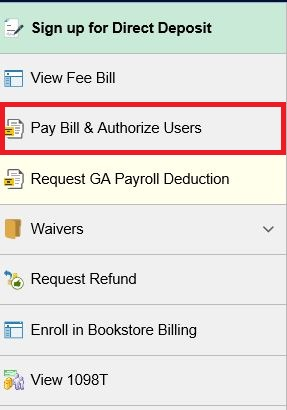 Sign up for Direct Deposit
View Fee Bill
Pay Bill & Authorize Users
Request GA Payroll Deduction
Waivers
Request Refund
Enroll in Bookstore Billing
View 1098T